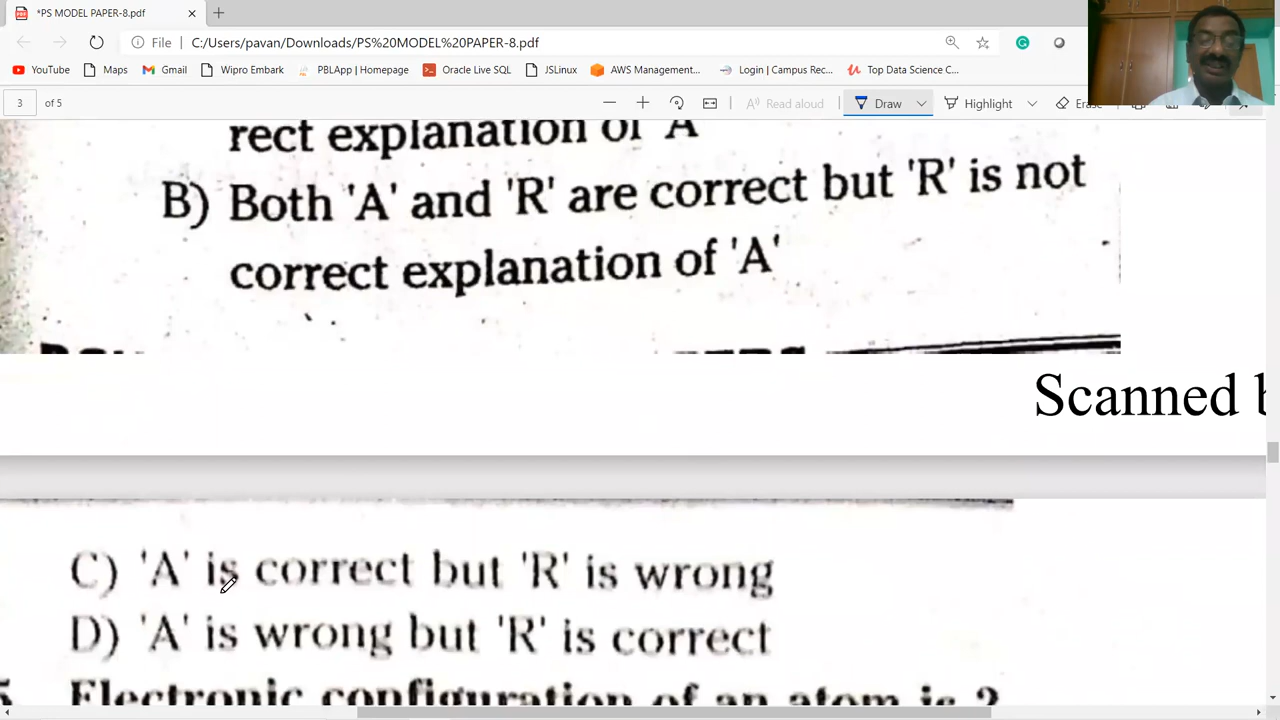 *PS MODEL PAPER-8.pdf
File C:/Users/pavan/Downloads/PS%20MODEL%20PAPER-8.pdf
YouTube Maps Gmail Wipro Embark PBLApp | Homepage Oracle Live SQL JSLinux AWS Management... Login | Campus Rec... Top Data Science C...
3 of 5 Read aloud Draw Highlight
rect explanation of 'A'
B) Both 'A' and 'R' are correct but 'R' is not
correct explanation of 'A'
Scanned
C) 'A' is correct but 'R' is wrong
D) 'A' is wrong but 'R' is correct
Electronic configuration of an atom is 2